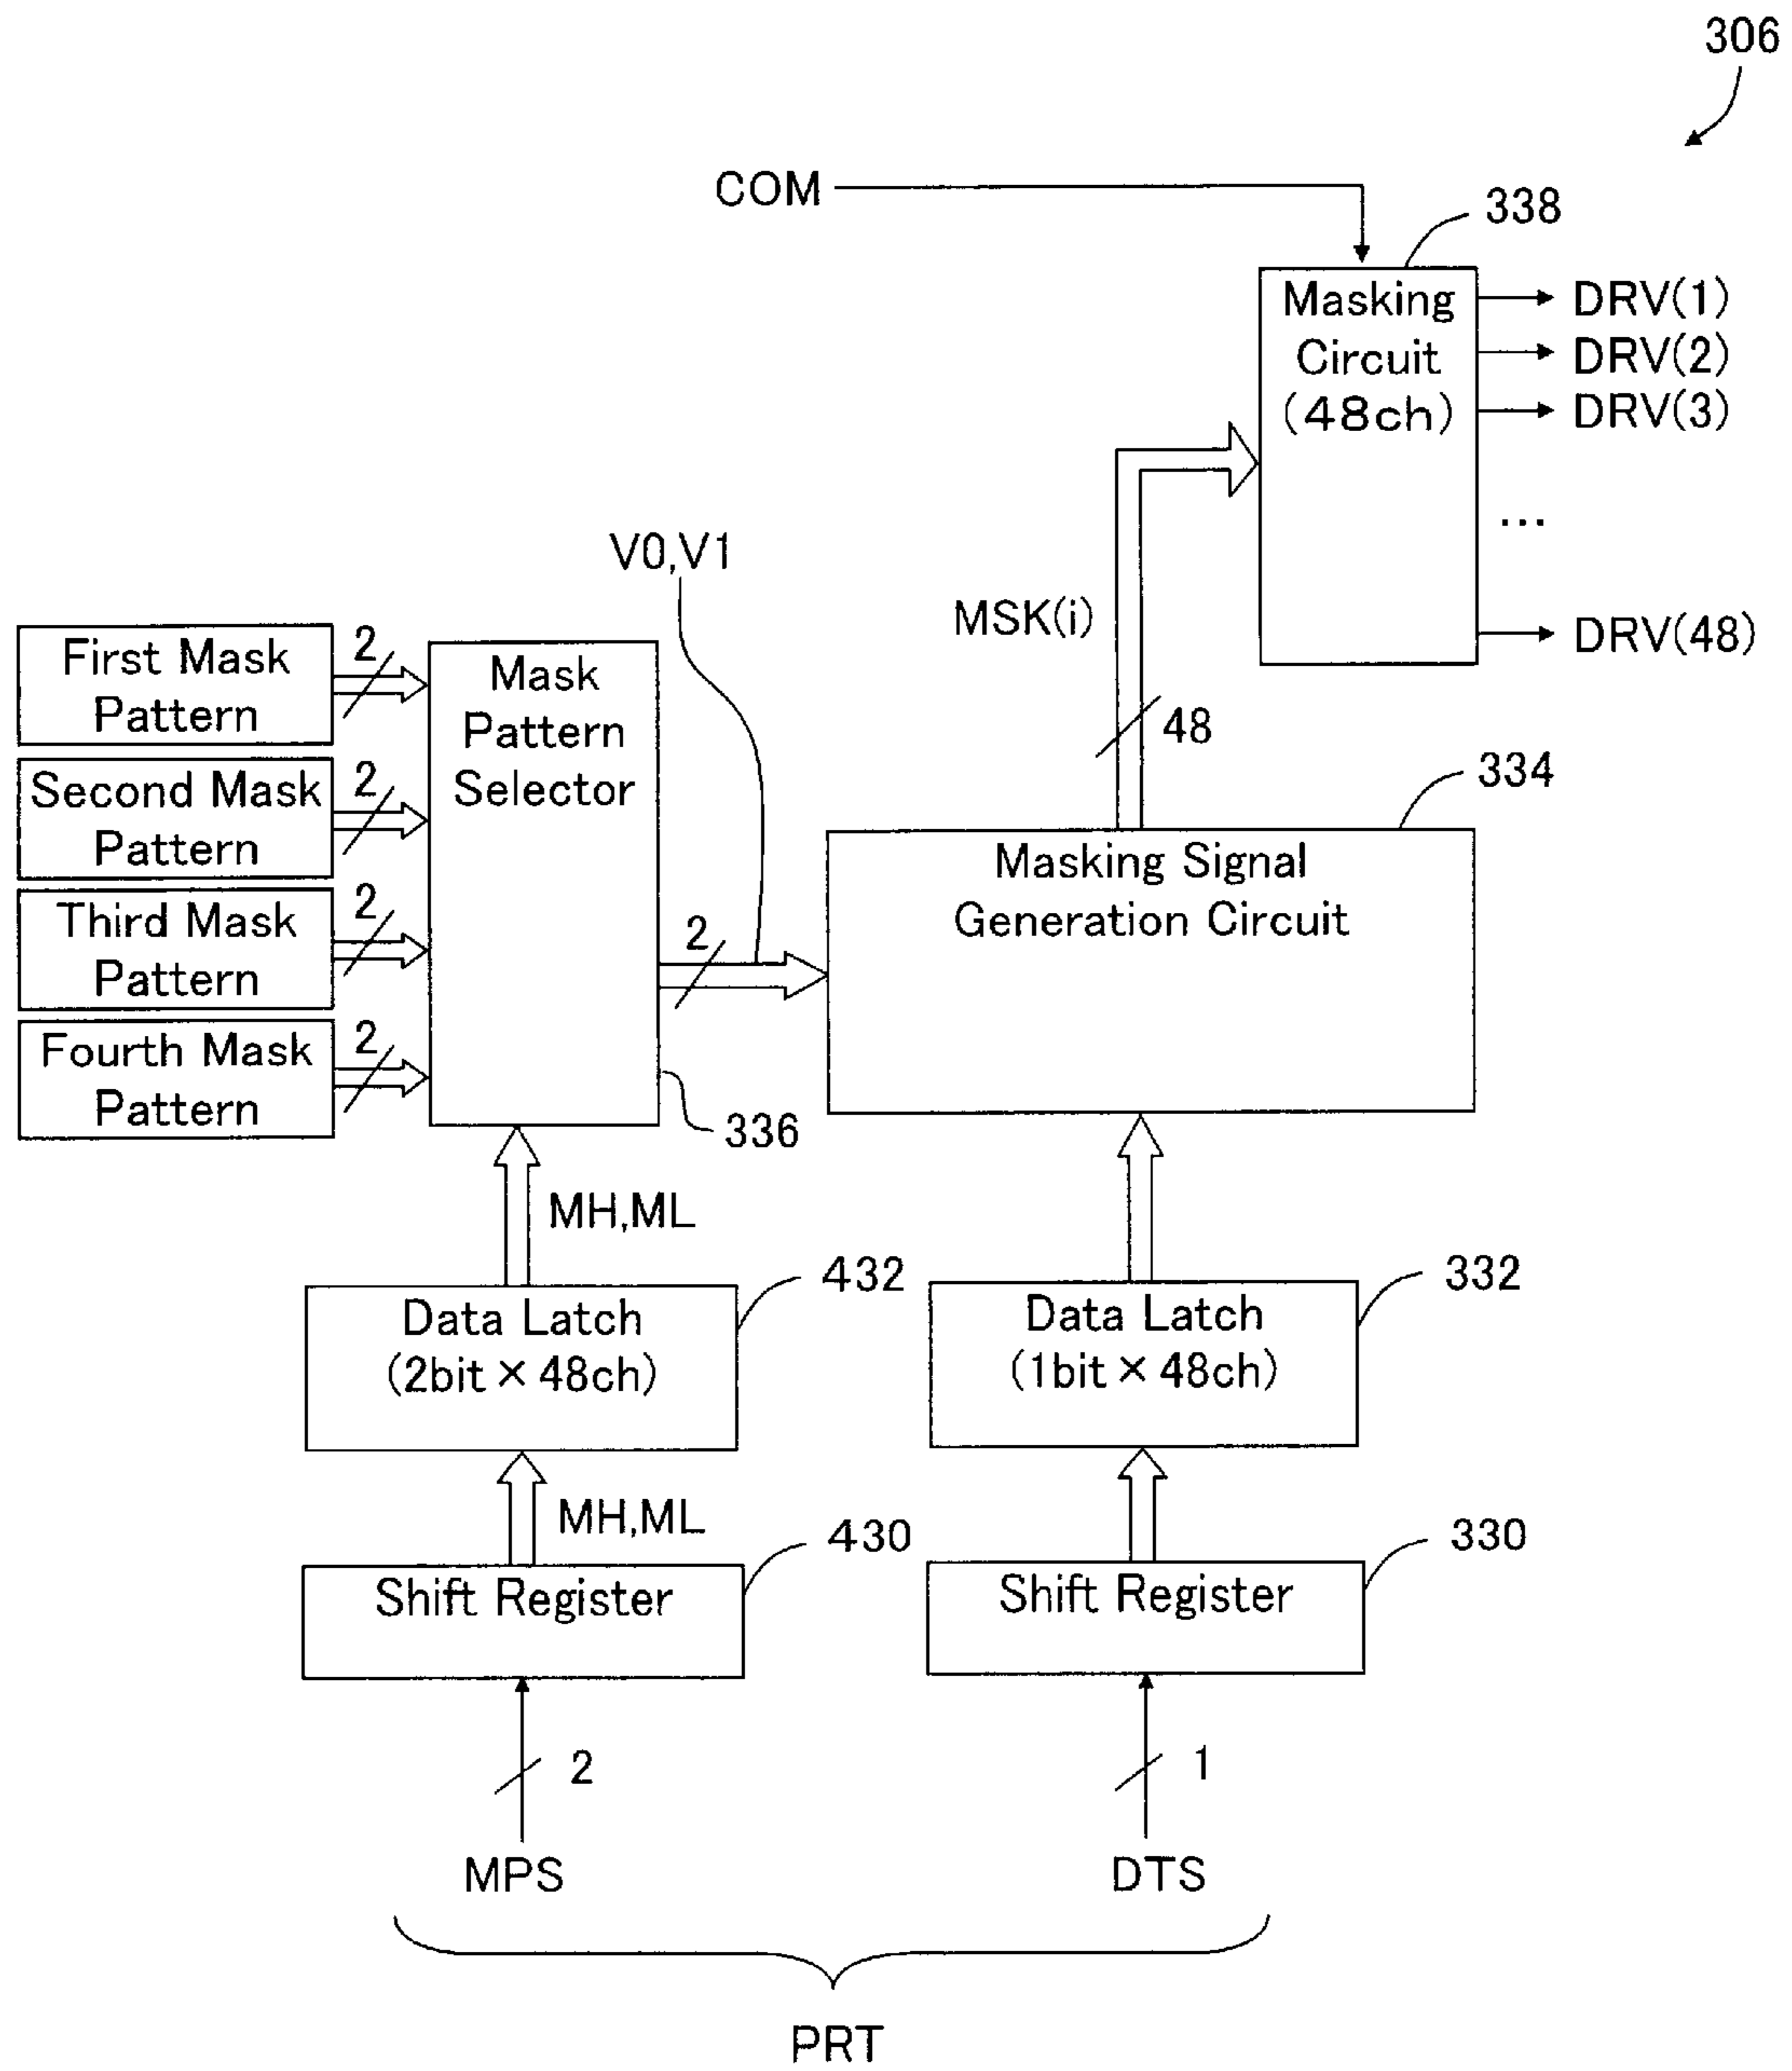 306
COM
338
Masking
Circuit
(48ch)
DRV(1)
DRV(2)
DRV(3)
...
DRV(48)
V0,V1
MSK(i)
48
First Mask
Pattern
2
Second Mask
Pattern
2
Third Mask
Pattern
2
Fourth Mask
Pattern
2
Mask
Pattern
Selector
336
2
334
Masking Signal
Generation Circuit
MH,ML
432
Data Latch
(2bit × 48ch)
332
Data Latch
(1bit × 48ch)
MH,ML
430
Shift Register
330
Shift Register
2
1
MPS
DTS
PRT